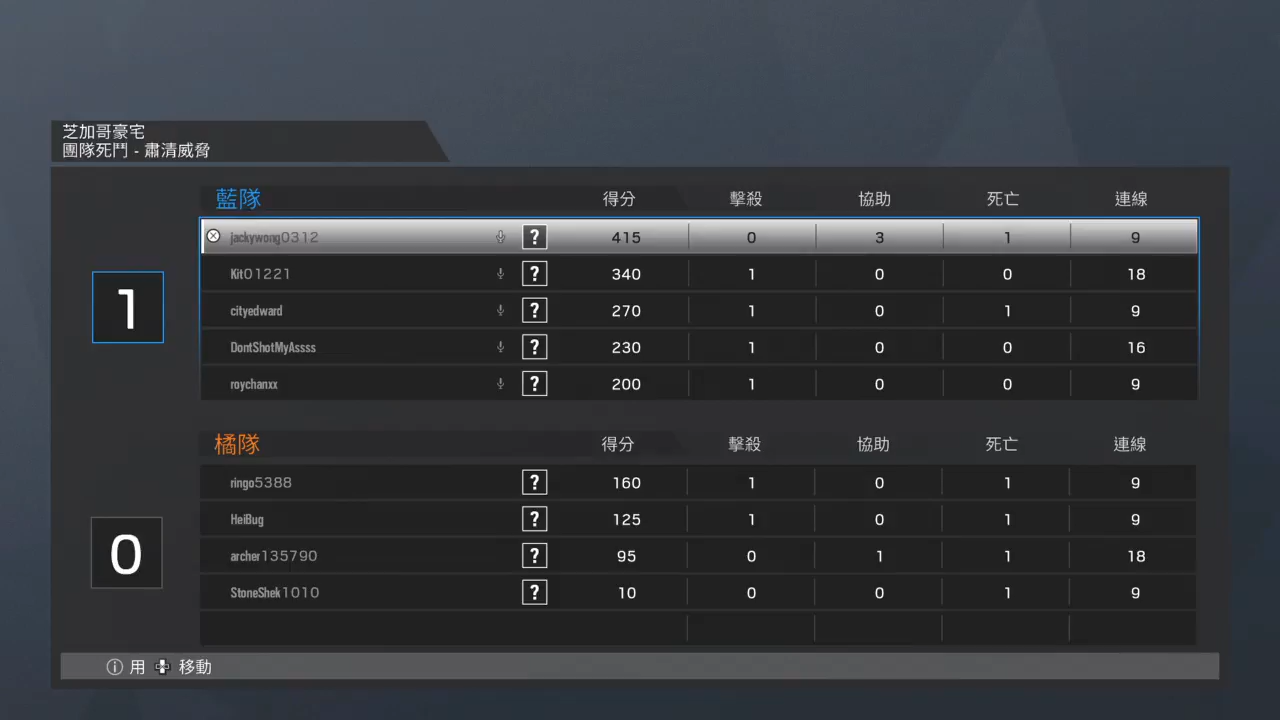 芝加哥豪宅
團隊死鬥 - 肅清威脅
藍隊 得分 擊殺 協助 死亡 連線
jackywong0312 ? 415 0 3 1 9
Kit01221 ? 340 1 0 0 18
cityedward ? 270 1 0 1 9
DontShotMyAssss ? 230 1 0 0 16
roychanxx ? 200 1 0 0 9
1
橘隊 得分 擊殺 協助 死亡 連線
ringo5388 ? 160 1 0 1 9
HeiBug ? 125 1 0 1 9
archer135790 ? 95 0 1 1 18
StoneShek1010 ? 10 0 0 1 9
0
用 移動